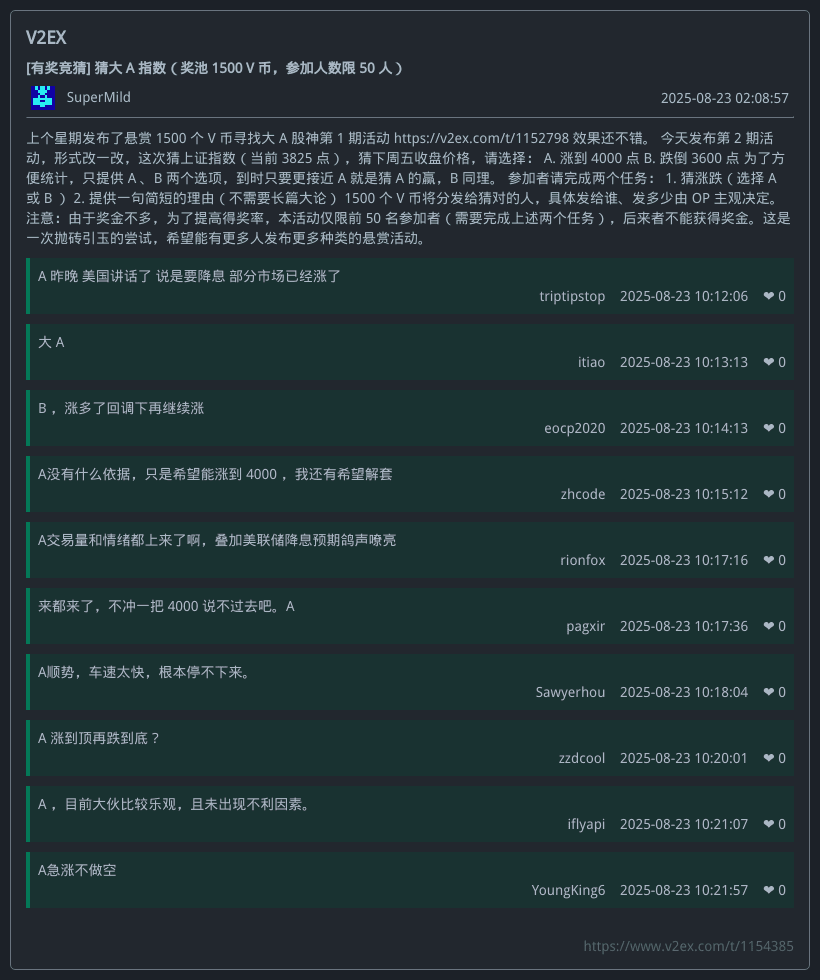 V2EX
[有奖竞猜] 猜大 A 指数（奖池 1500 V 币，参加人数限 50 人）
SuperMild
2025-08-23 02:08:57
上个星期发布了悬赏 1500 个 V 币寻找大 A 股神第 1 期活动 https://v2ex.com/t/1152798 效果还不错。 今天发布第 2 期活
动，形式改一改，这次猜上证指数（当前 3825 点），猜下周五收盘价格，请选择： A. 涨到 4000 点 B. 跌倒 3600 点 为了方
便统计，只提供 A 、B 两个选项，到时只要更接近 A 就是猜 A 的赢，B 同理。 参加者请完成两个任务： 1. 猜涨跌（选择 A
或 B ）2. 提供一句简短的理由（不需要长篇大论） 1500 个 V 币将分发给猜对的人，具体发给谁、发多少由 OP 主观决定。
注意：由于奖金不多，为了提高得奖率，本活动仅限前 50 名参加者（需要完成上述两个任务），后来者不能获得奖金。这是
一次抛砖引玉的尝试，希望能有更多人发布更多种类的悬赏活动。
A 昨晚 美国讲话了 说是要降息 部分市场已经涨了
triptipstop 2025-08-23 10:12:06 ❤ 0
大 A
itiao 2025-08-23 10:13:13 ❤ 0
B ，涨多了回调下再继续涨
eocp2020 2025-08-23 10:14:13 ❤ 0
A没有什么依据，只是希望能涨到 4000 ，我还有希望解套
zhcode 2025-08-23 10:15:12 ❤ 0
A交易量和情绪都上来了啊，叠加美联储降息预期鸽声嘹亮
rionfox 2025-08-23 10:17:16 ❤ 0
来都来了，不冲一把 4000 说不过去吧。A
pagxir 2025-08-23 10:17:36 ❤ 0
A顺势，车速太快，根本停不下来。
Sawyerhou 2025-08-23 10:18:04 ❤ 0
A 涨到顶再跌到底？
zzdcool 2025-08-23 10:20:01 ❤ 0
A ，目前大伙比较乐观，且未出现不利因素。
iflyapi 2025-08-23 10:21:07 ❤ 0
A急涨不做空
YoungKing6 2025-08-23 10:21:57 ❤ 0
https://www.v2ex.com/t/1154385